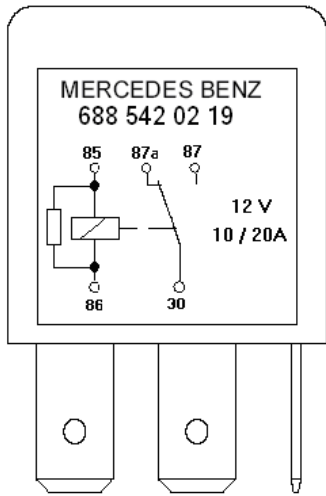 MERCEDES BENZ
688 542 02 19
85 87a 87
12 V
10 / 20A
86 30